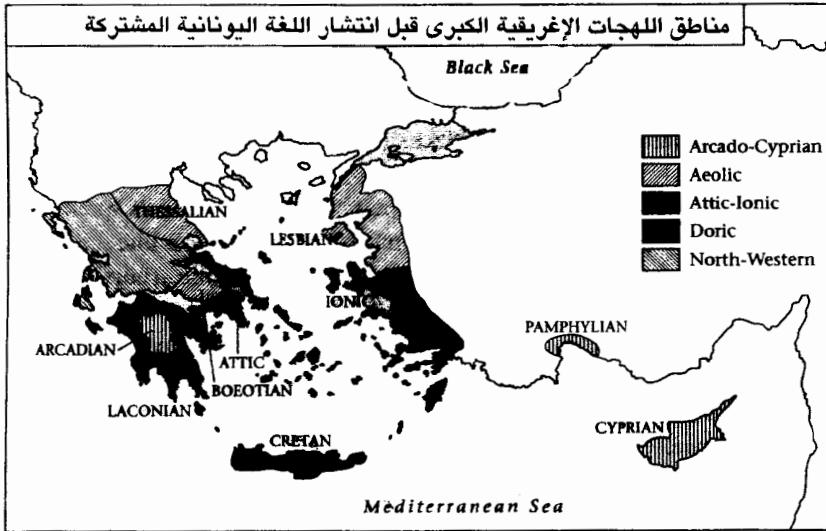 مناطق اللهجات الإغريقية الكبرى قبل انتشار اللغة اليونانية المشتركة
Black Sea
Arcado-Cyprian
Aeolic
Attic-Ionic
Doric
North-Western
THESSALIAN
LESBIAN
IONIC
PAMPHYLIAN
ARCADIAN
ATTIC
BOEOTIAN
LACONIAN
CYPRIAN
CRETAN
Mediterranean Sea